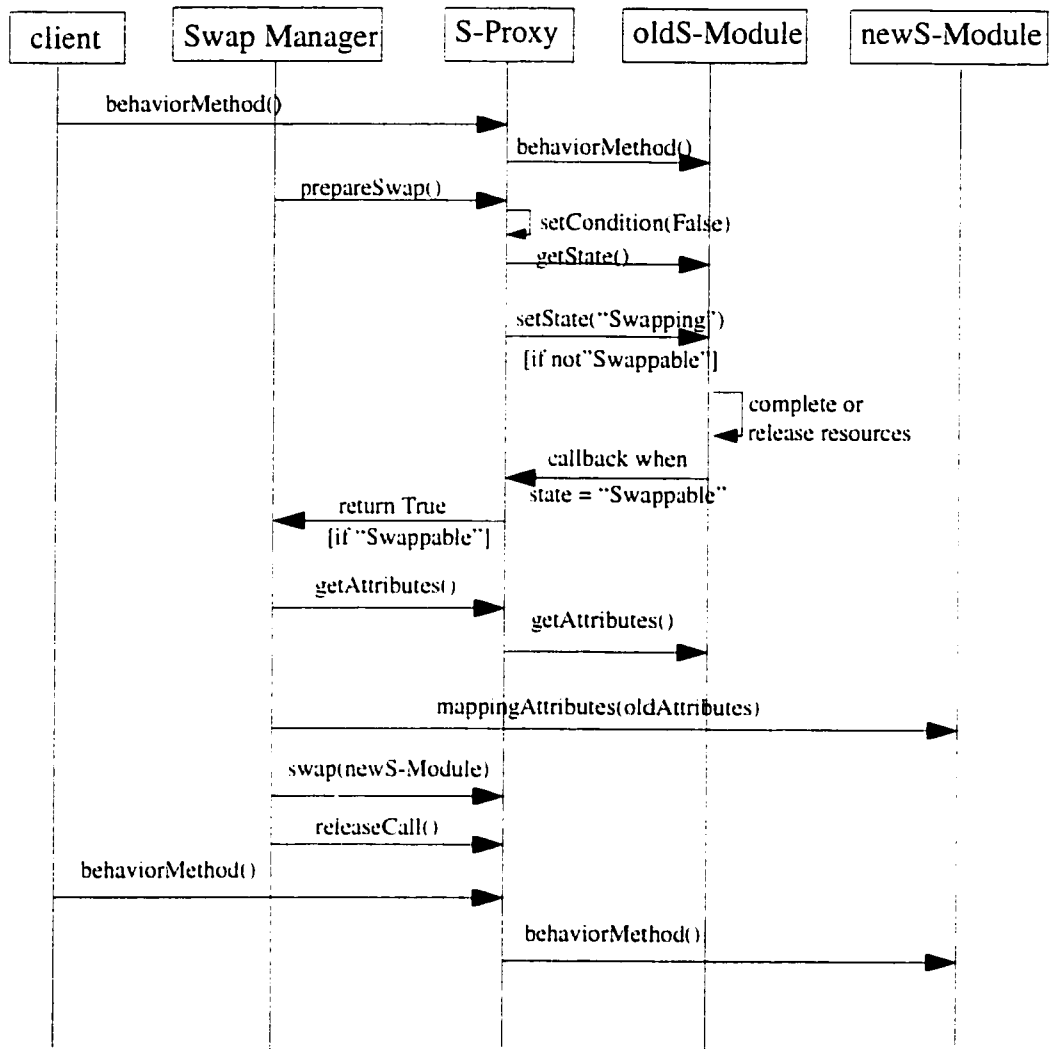 client
Swap Manager
S-Proxy
oldS-Module
newS-Module
behaviorMethod()
behaviorMethod()
prepareSwap()
setCondition(False)
getState()
setState("Swapping")
[if not"Swappable"]
complete or
release resources
callback when
state = "Swappable"
return True
[if "Swappable"]
getAttributes()
getAttributes()
mappingAttributes(oldAttributes)
swap(newS-Module)
releaseCall()
behaviorMethod()
behaviorMethod()